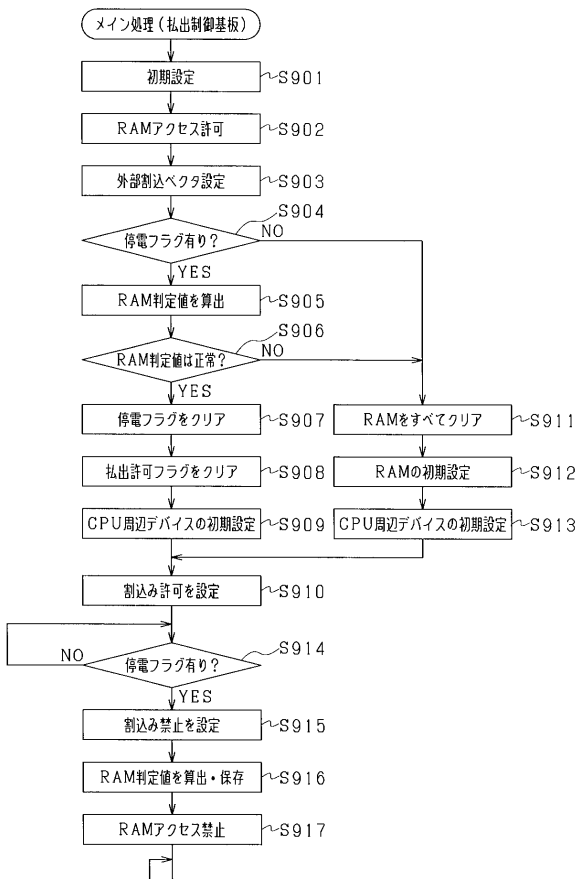 メイン処理（払出制御基板）
初期設定 S901
RAMアクセス許可 S902
外部割込ベクタ設定 S903
S904
停電フラグ有り？ NO
YES
RAM判定値を算出 S905
S906
RAM判定値は正常？ NO
YES
停電フラグをクリア S907
RAMをすべてクリア S911
払出許可フラグをクリア S908
RAMの初期設定 S912
CPU周辺デバイスの初期設定 S909
CPU周辺デバイスの初期設定 S913
割込み許可を設定 S910
S914
NO 停電フラグ有り？
YES
割込み禁止を設定 S915
RAM判定値を算出・保存 S916
RAMアクセス禁止 S917